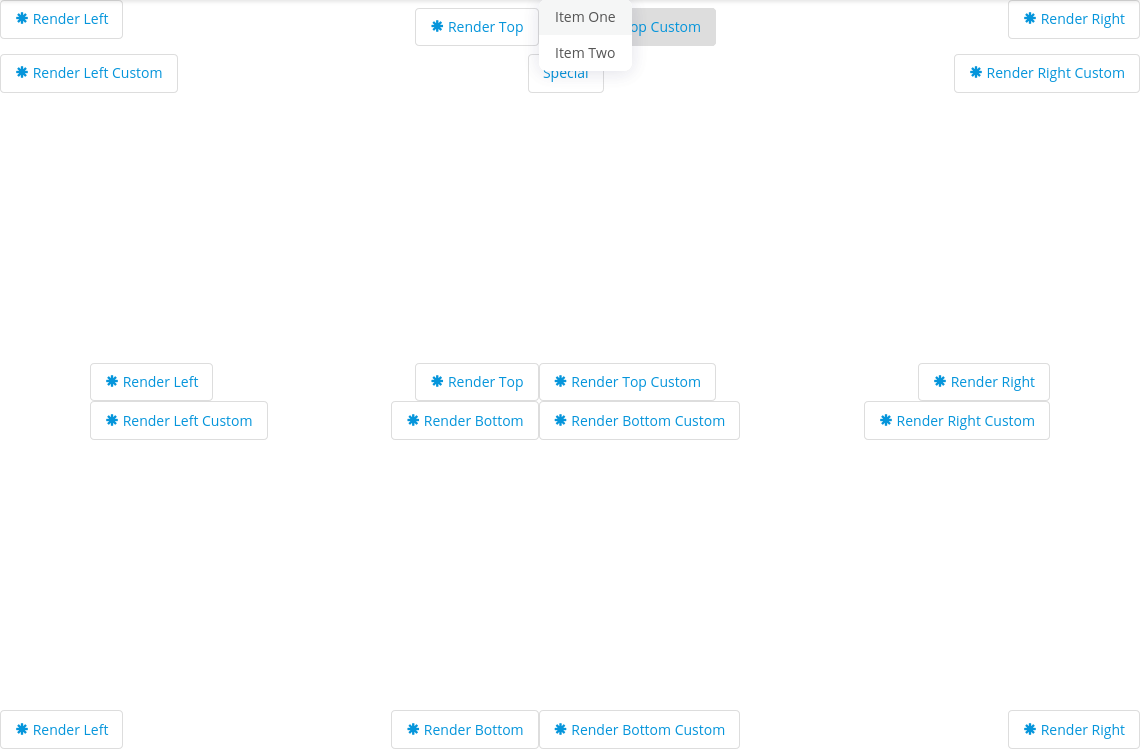 Render Left
Render Top
Item One
op Custom
Render Right
Item Two
Render Left Custom
Special
Render Right Custom
Render Left
Render Top
Render Top Custom
Render Right
Render Left Custom
Render Bottom
Render Bottom Custom
Render Right Custom
Render Left
Render Bottom
Render Bottom Custom
Render Right